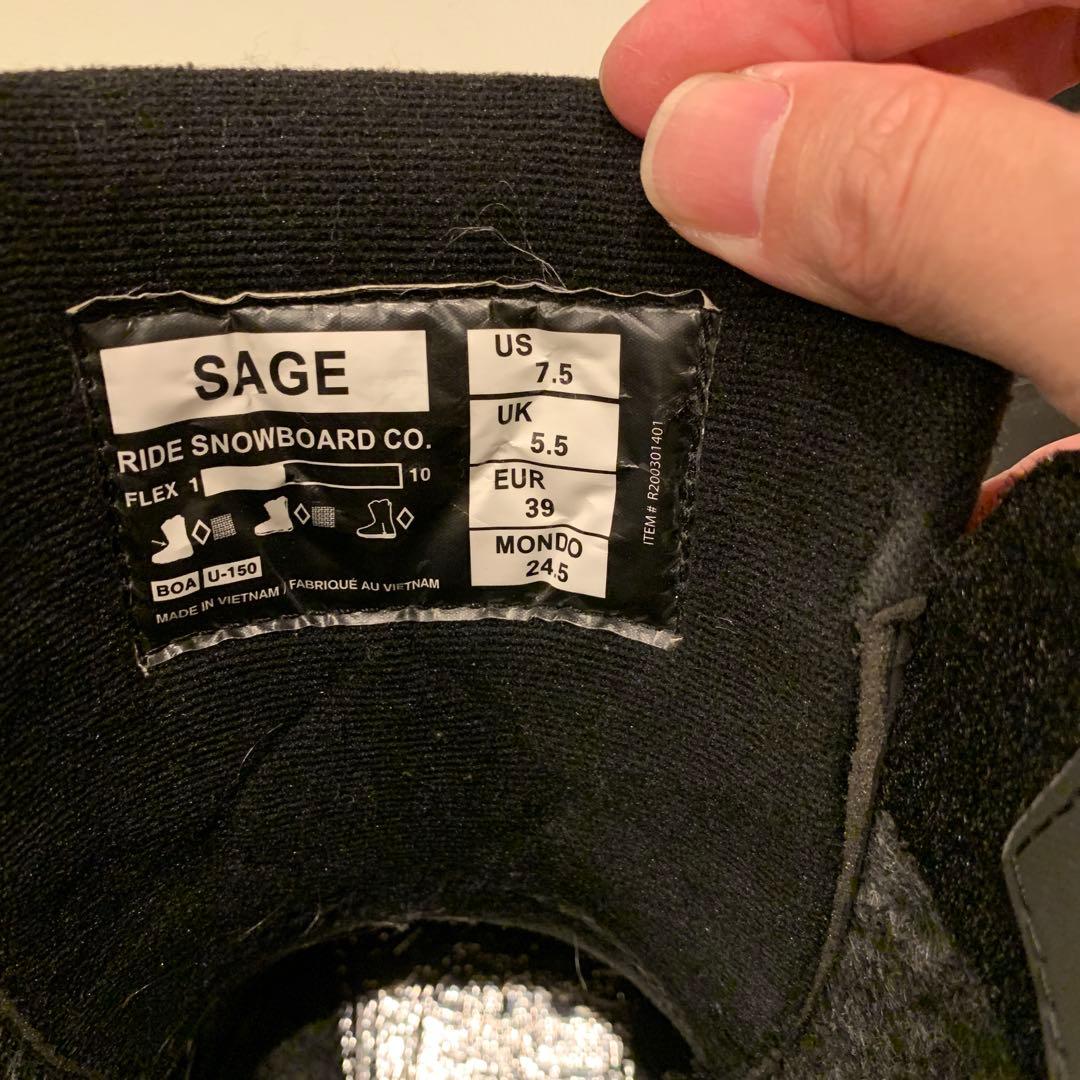 SAGE
RIDE SNOWBOARD CO.
FLEX 1 10
BOA U-150
MADE IN VIETNAM / FABRIQUÉ AU VIETNAM
US
7.5
UK
5.5
EUR
39
MONDO
24.5
ITEM # R200301401